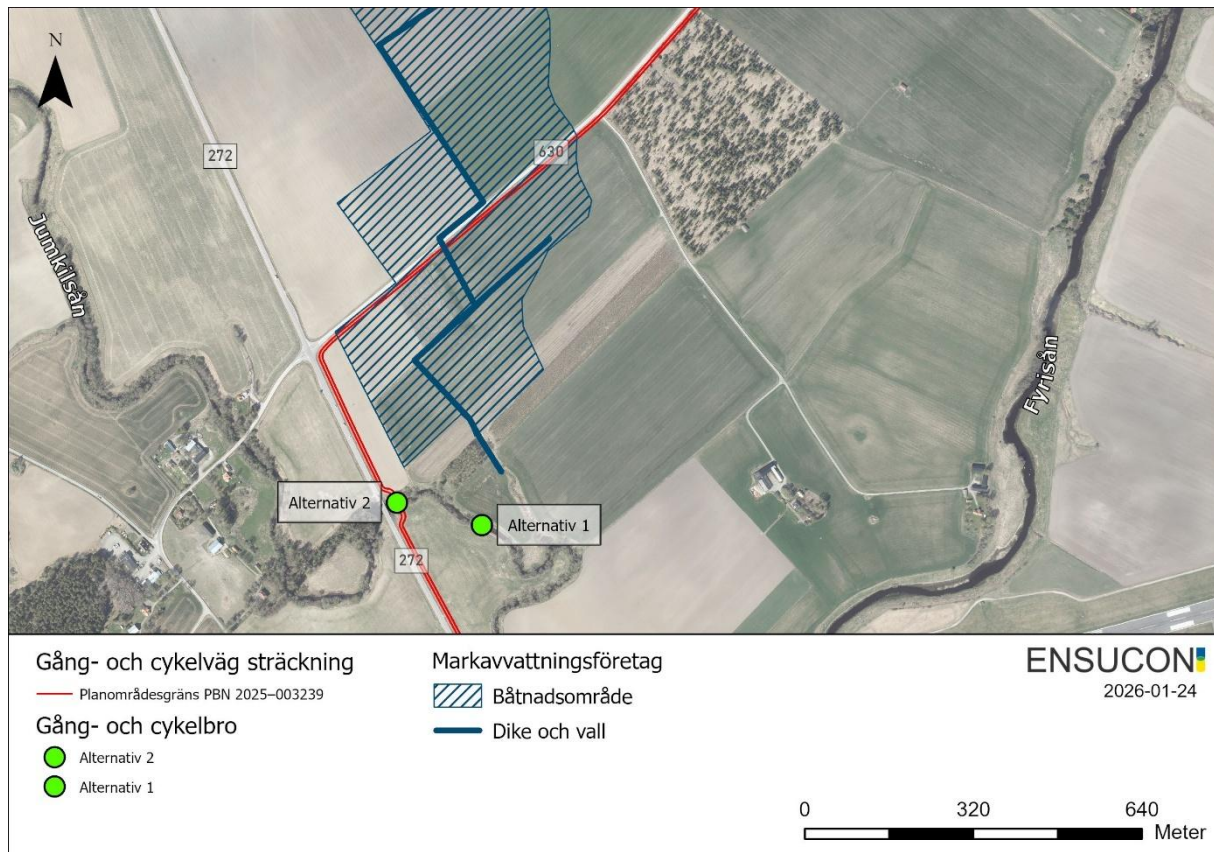 N
272
630
Jumkilsån
Fyrisån
Alternativ 2
Alternativ 1
272
Gång- och cykelväg sträckning
Planområdesgräns PBN 2025–003239
Gång- och cykelbro
Alternativ 2
Alternativ 1
Markavvattningsföretag
Båtnadsområde
Dike och vall
ENSUCON
2026-01-24
0 320 640
Meter